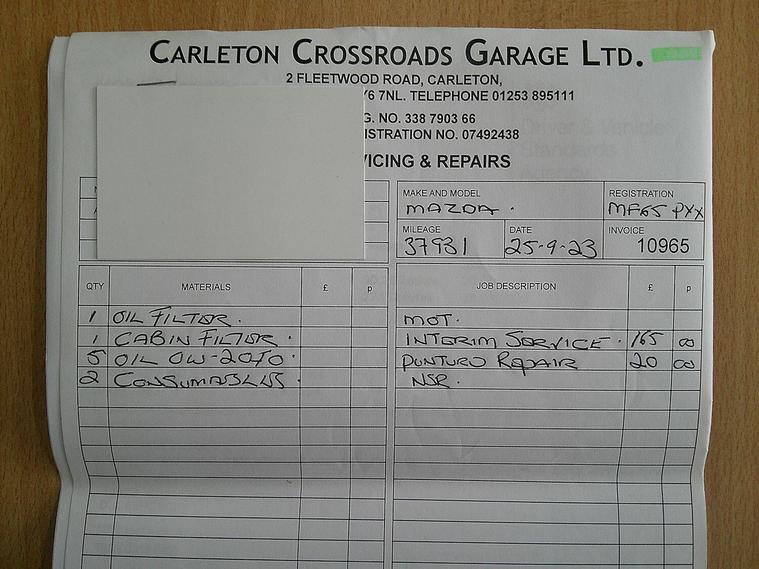 CARLETON CROSSROADS GARAGE LTD.
2 FLEETWOOD ROAD, CARLETON,
Y6 7NL. TELEPHONE 01253 895111
G. NO. 338 7903 66
ISTRATION NO. 07492438
VICING & REPAIRS
MAKE AND MODEL REGISTRATION
MAZDA. MF65 PYX
MILEAGE DATE INVOICE
37931 25-9-23 10965
QTY MATERIALS £ p JOB DESCRIPTION £ p
1 OIL FILTER. MOT.
1 CABIN FILTER. INTERIM SERVICE. 165 00
5 OIL OW-2010. PUNTURO REPAIR 20 00
2 CONSUMABLES. NSR.